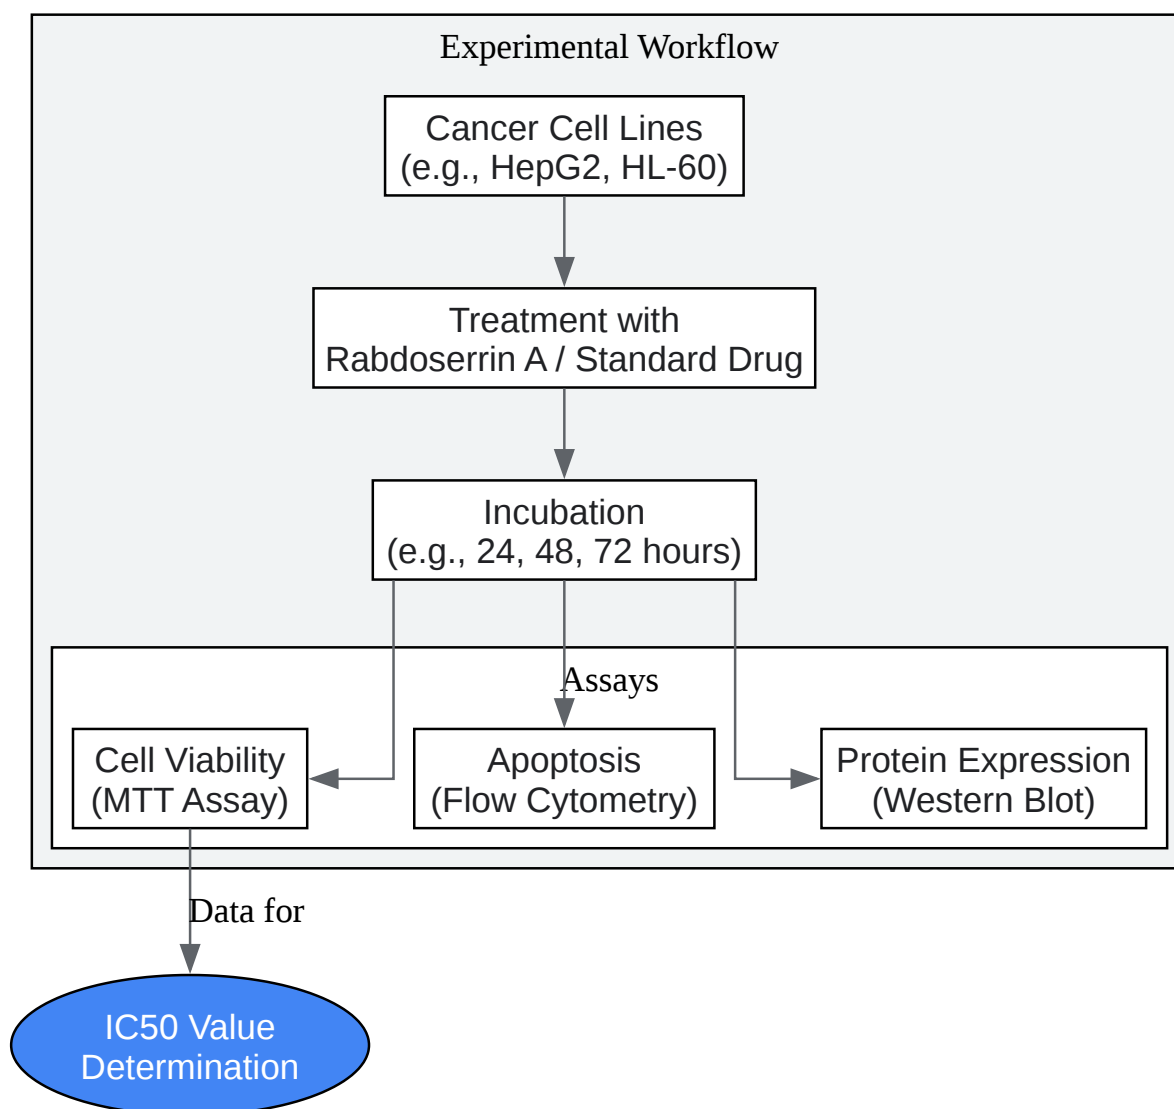 Experimental Workflow
Cancer Cell Lines
(e.g., HepG2, HL-60)
Treatment with
Rabdoserrin A / Standard Drug
Incubation
(e.g., 24, 48, 72 hours)
Assays
Cell Viability
(MTT Assay)
Apoptosis
(Flow Cytometry)
Protein Expression
(Western Blot)
Data for
IC50 Value
Determination